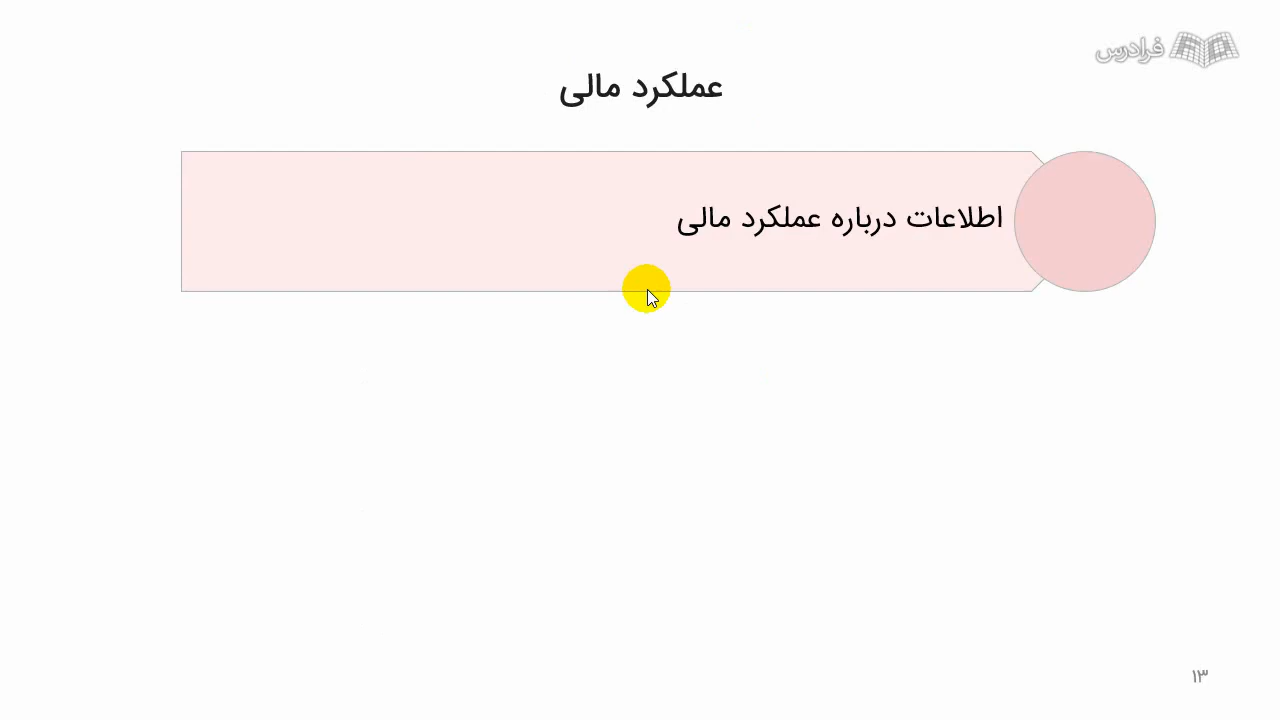 فرادرس
عملکرد مالی
اطلاعات درباره عملکرد مالی
۱۳